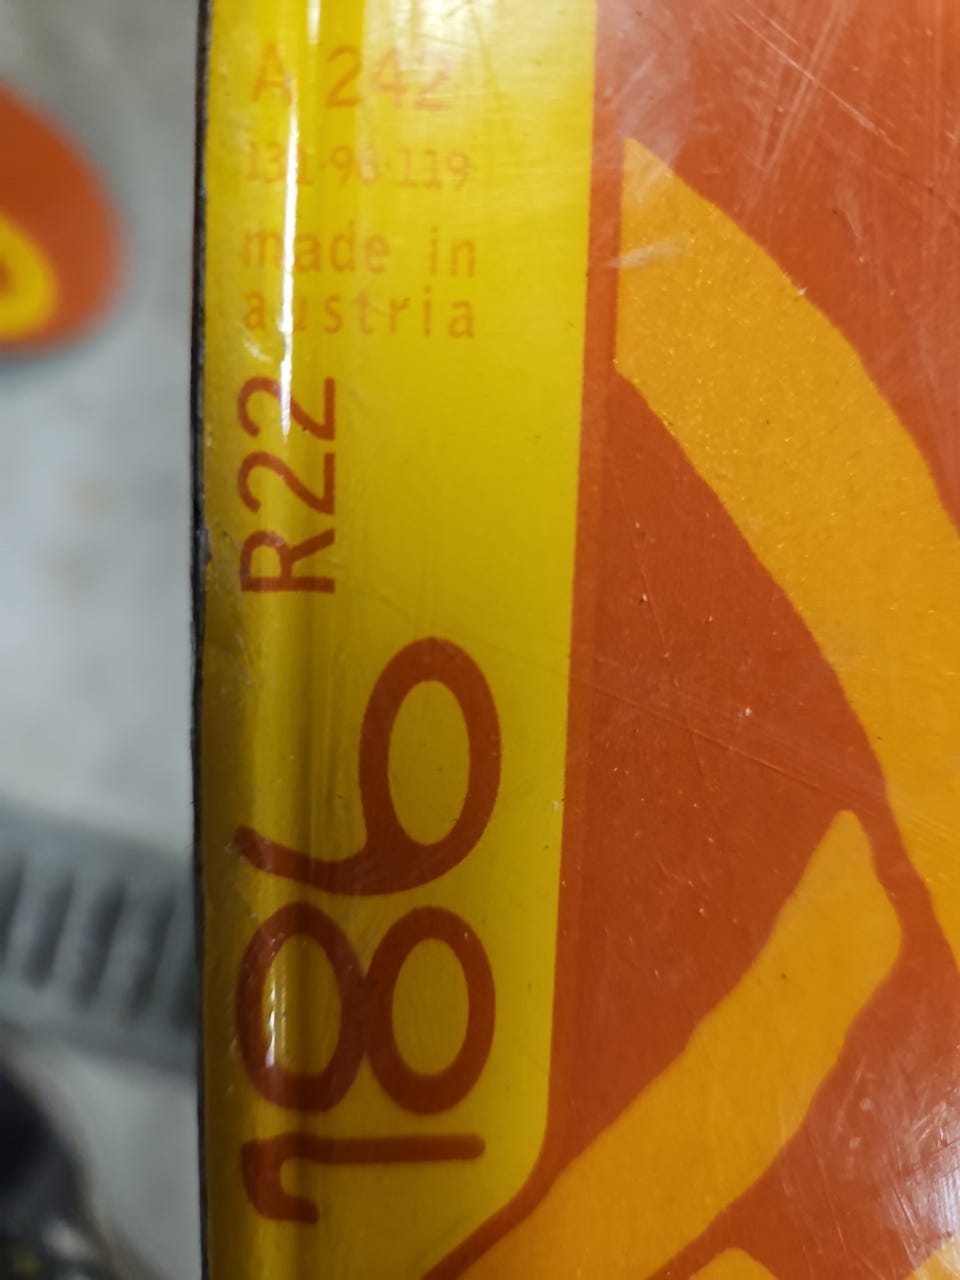 A 242
131·96·119
made in
austria
R22
186